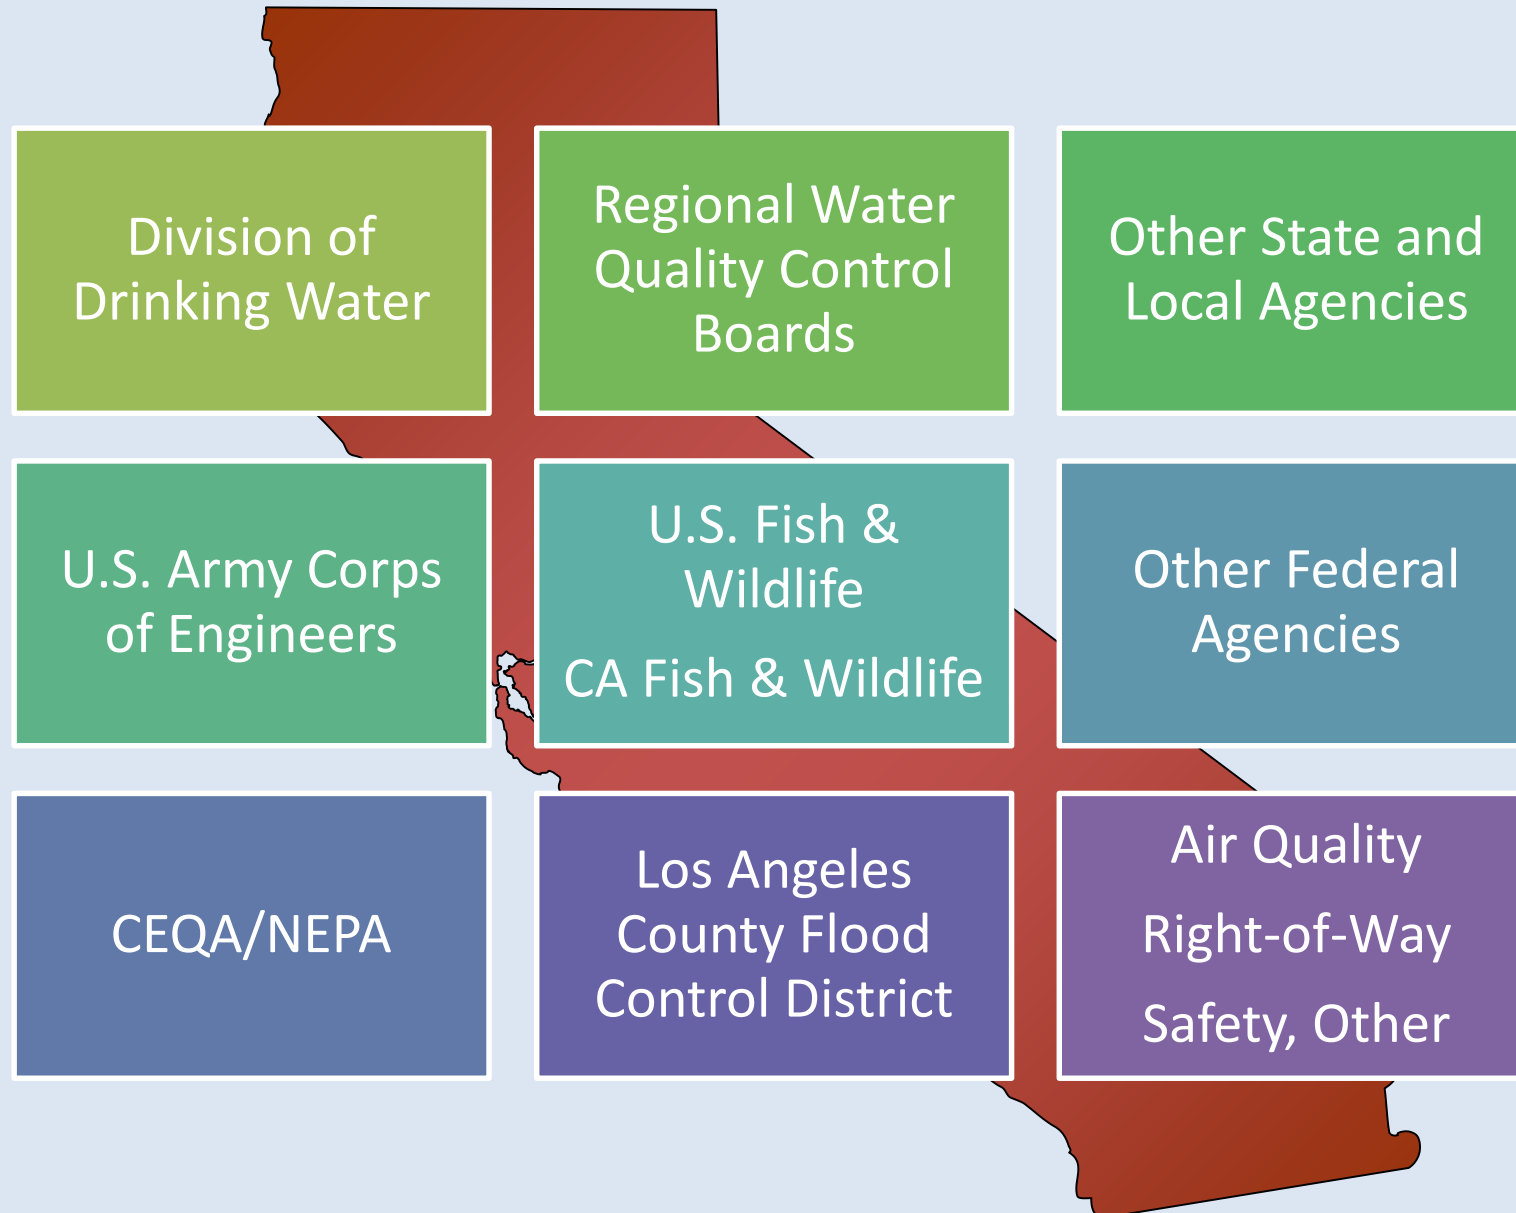 Division of
Drinking Water
Regional Water
Quality Control
Boards
Other State and
Local Agencies
U.S. Army Corps
of Engineers
U.S. Fish &
Wildlife
CA Fish & Wildlife
Other Federal
Agencies
CEQA/NEPA
Los Angeles
County Flood
Control District
Air Quality
Right-of-Way
Safety, Other